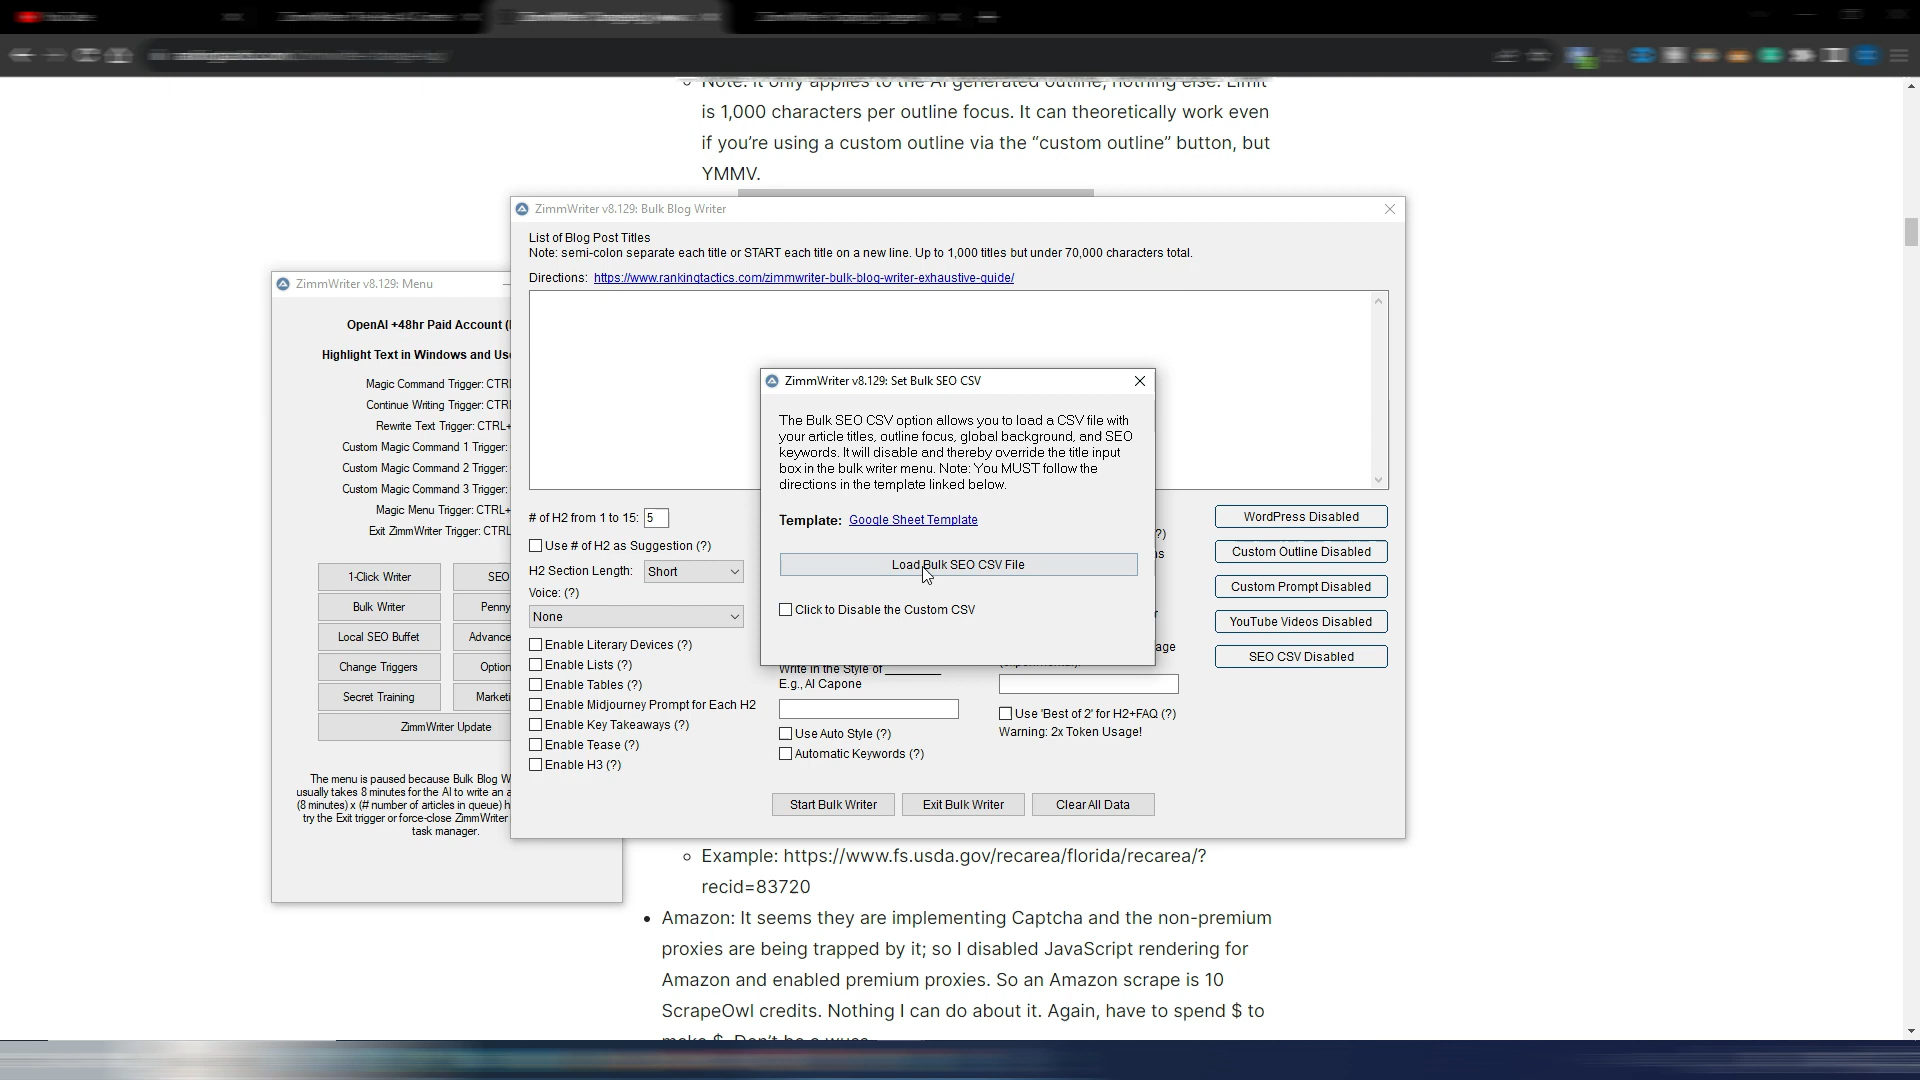 is 1,000 characters per outline focus. It can theoretically work even
if you're using a custom outline via the “custom outline” button, but
YMMV.
ZimmWriter v8.129: Bulk Blog Writer
List of Blog Post Titles
Note: semi-colon separate each title or START each title on a new line. Up to 1,000 titles but under 70,000 characters total.
Directions: https://www.rankingtactics.com/zimmwriter-bulk-blog-writer-exhaustive-guide/
ZimmWriter v8.129: Menu
OpenAI +48hr Paid Account (
Highlight Text in Windows and Us
Magic Command Trigger: CTR
Continue Writing Trigger: CTR
Rewrite Text Trigger: CTRL+
Custom Magic Command 1 Trigger:
Custom Magic Command 2 Trigger:
Custom Magic Command 3 Trigger:
Magic Menu Trigger: CTRL+
Exit ZimmWriter Trigger: CTRL
1-Click Writer
SEO
Bulk Writer
Penny
Local SEO Buffet
Advance
Change Triggers
Option
Secret Training
Marketi
ZimmWriter Update
The menu is paused because Bulk Blog W
usually takes 8 minutes for the AI to write an a
(8 minutes) x (# number of articles in queue) h
try the Exit trigger or force-close ZimmWriter
task manager.
ZimmWriter v8.129: Set Bulk SEO CSV
The Bulk SEO CSV option allows you to load a CSV file with
your article titles, outline focus, global background, and SEO
keywords. It will disable and thereby override the title input
box in the bulk writer menu. Note: You MUST follow the
directions in the template linked below.
Template: Google Sheet Template
Load Bulk SEO CSV File
Click to Disable the Custom CSV
# of H2 from 1 to 15: 5
Use # of H2 as Suggestion (?)
H2 Section Length: Short
Voice: (?)
None
Enable Literary Devices (?)
Enable Lists (?)
Enable Tables (?)
Enable Midjourney Prompt for Each H2
Enable Key Takeaways (?)
Enable Tease (?)
Enable H3 (?)
Write in the Style of
E.g., Al Capone
Use Auto Style (?)
Automatic Keywords (?)
?)
age
Use 'Best of 2' for H2+FAQ (?)
Warning: 2x Token Usage!
WordPress Disabled
Custom Outline Disabled
Custom Prompt Disabled
YouTube Videos Disabled
SEO CSV Disabled
Start Bulk Writer
Exit Bulk Writer
Clear All Data
Example: https://www.fs.usda.gov/recarea/florida/recarea/?
recid=83720
Amazon: It seems they are implementing Captcha and the non-premium
proxies are being trapped by it; so I disabled JavaScript rendering for
Amazon and enabled premium proxies. So an Amazon scrape is 10
ScrapeOwl credits. Nothing I can do about it. Again, have to spend $ to